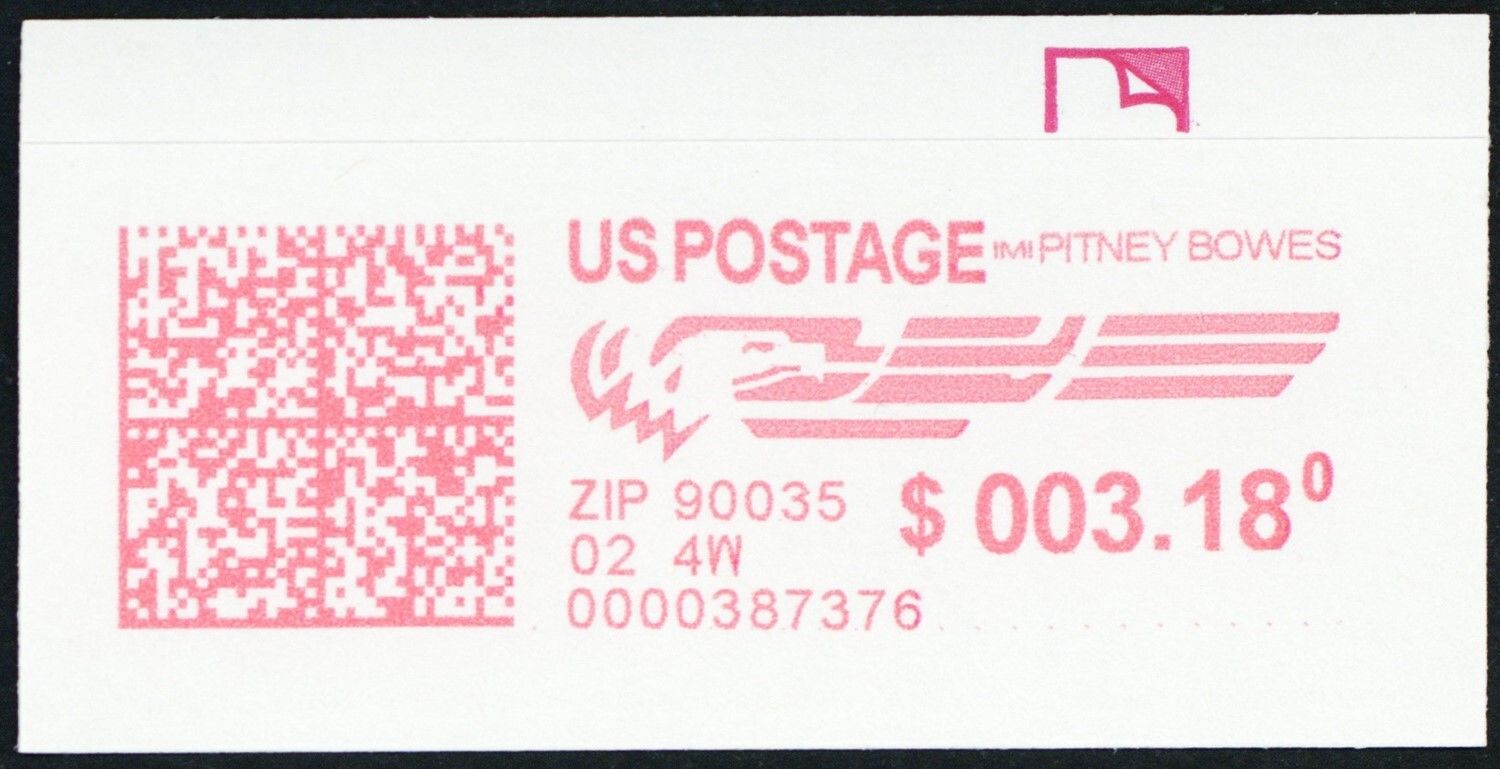 US POSTAGE IMI PITNEY BOWES
ZIP 90035
$ 003.18⁰
02 4W
0000387376